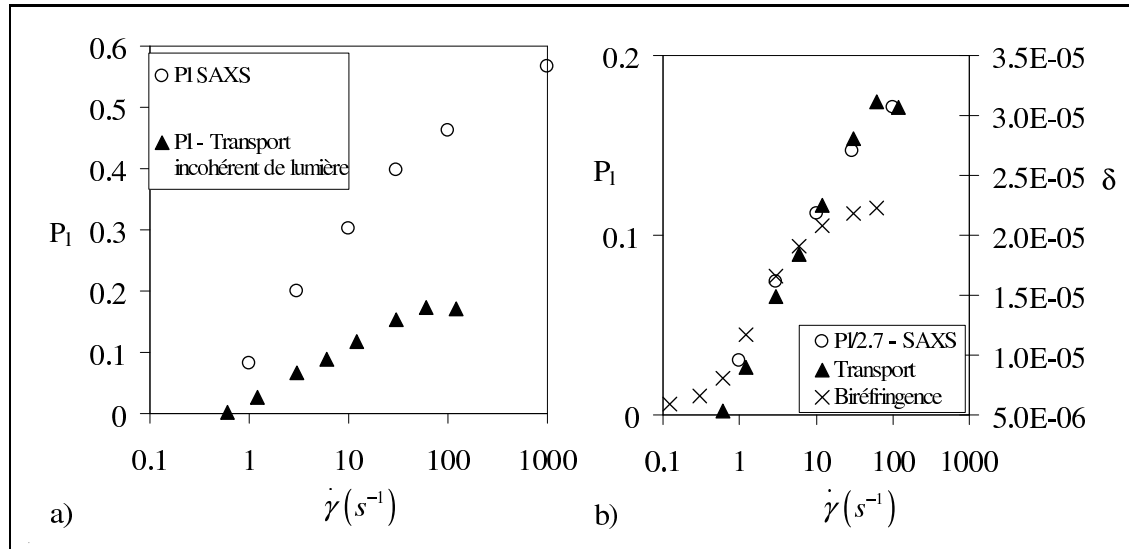 0.6
0.5
0.4
0.3
0.2
0.1
0
P₁
Pl SAXS
Pl - Transport
incohérent de lumière
0.1 1 10 100 1000
γ̇ (s⁻¹)
a)
0.2
0.1
0
P₁
3.5E-05
3.0E-05
2.5E-05
2.0E-05
1.5E-05
1.0E-05
5.0E-06
δ
Pl/2.7 - SAXS
Transport
Biréfringence
0.1 1 10 100 1000
γ̇ (s⁻¹)
b)